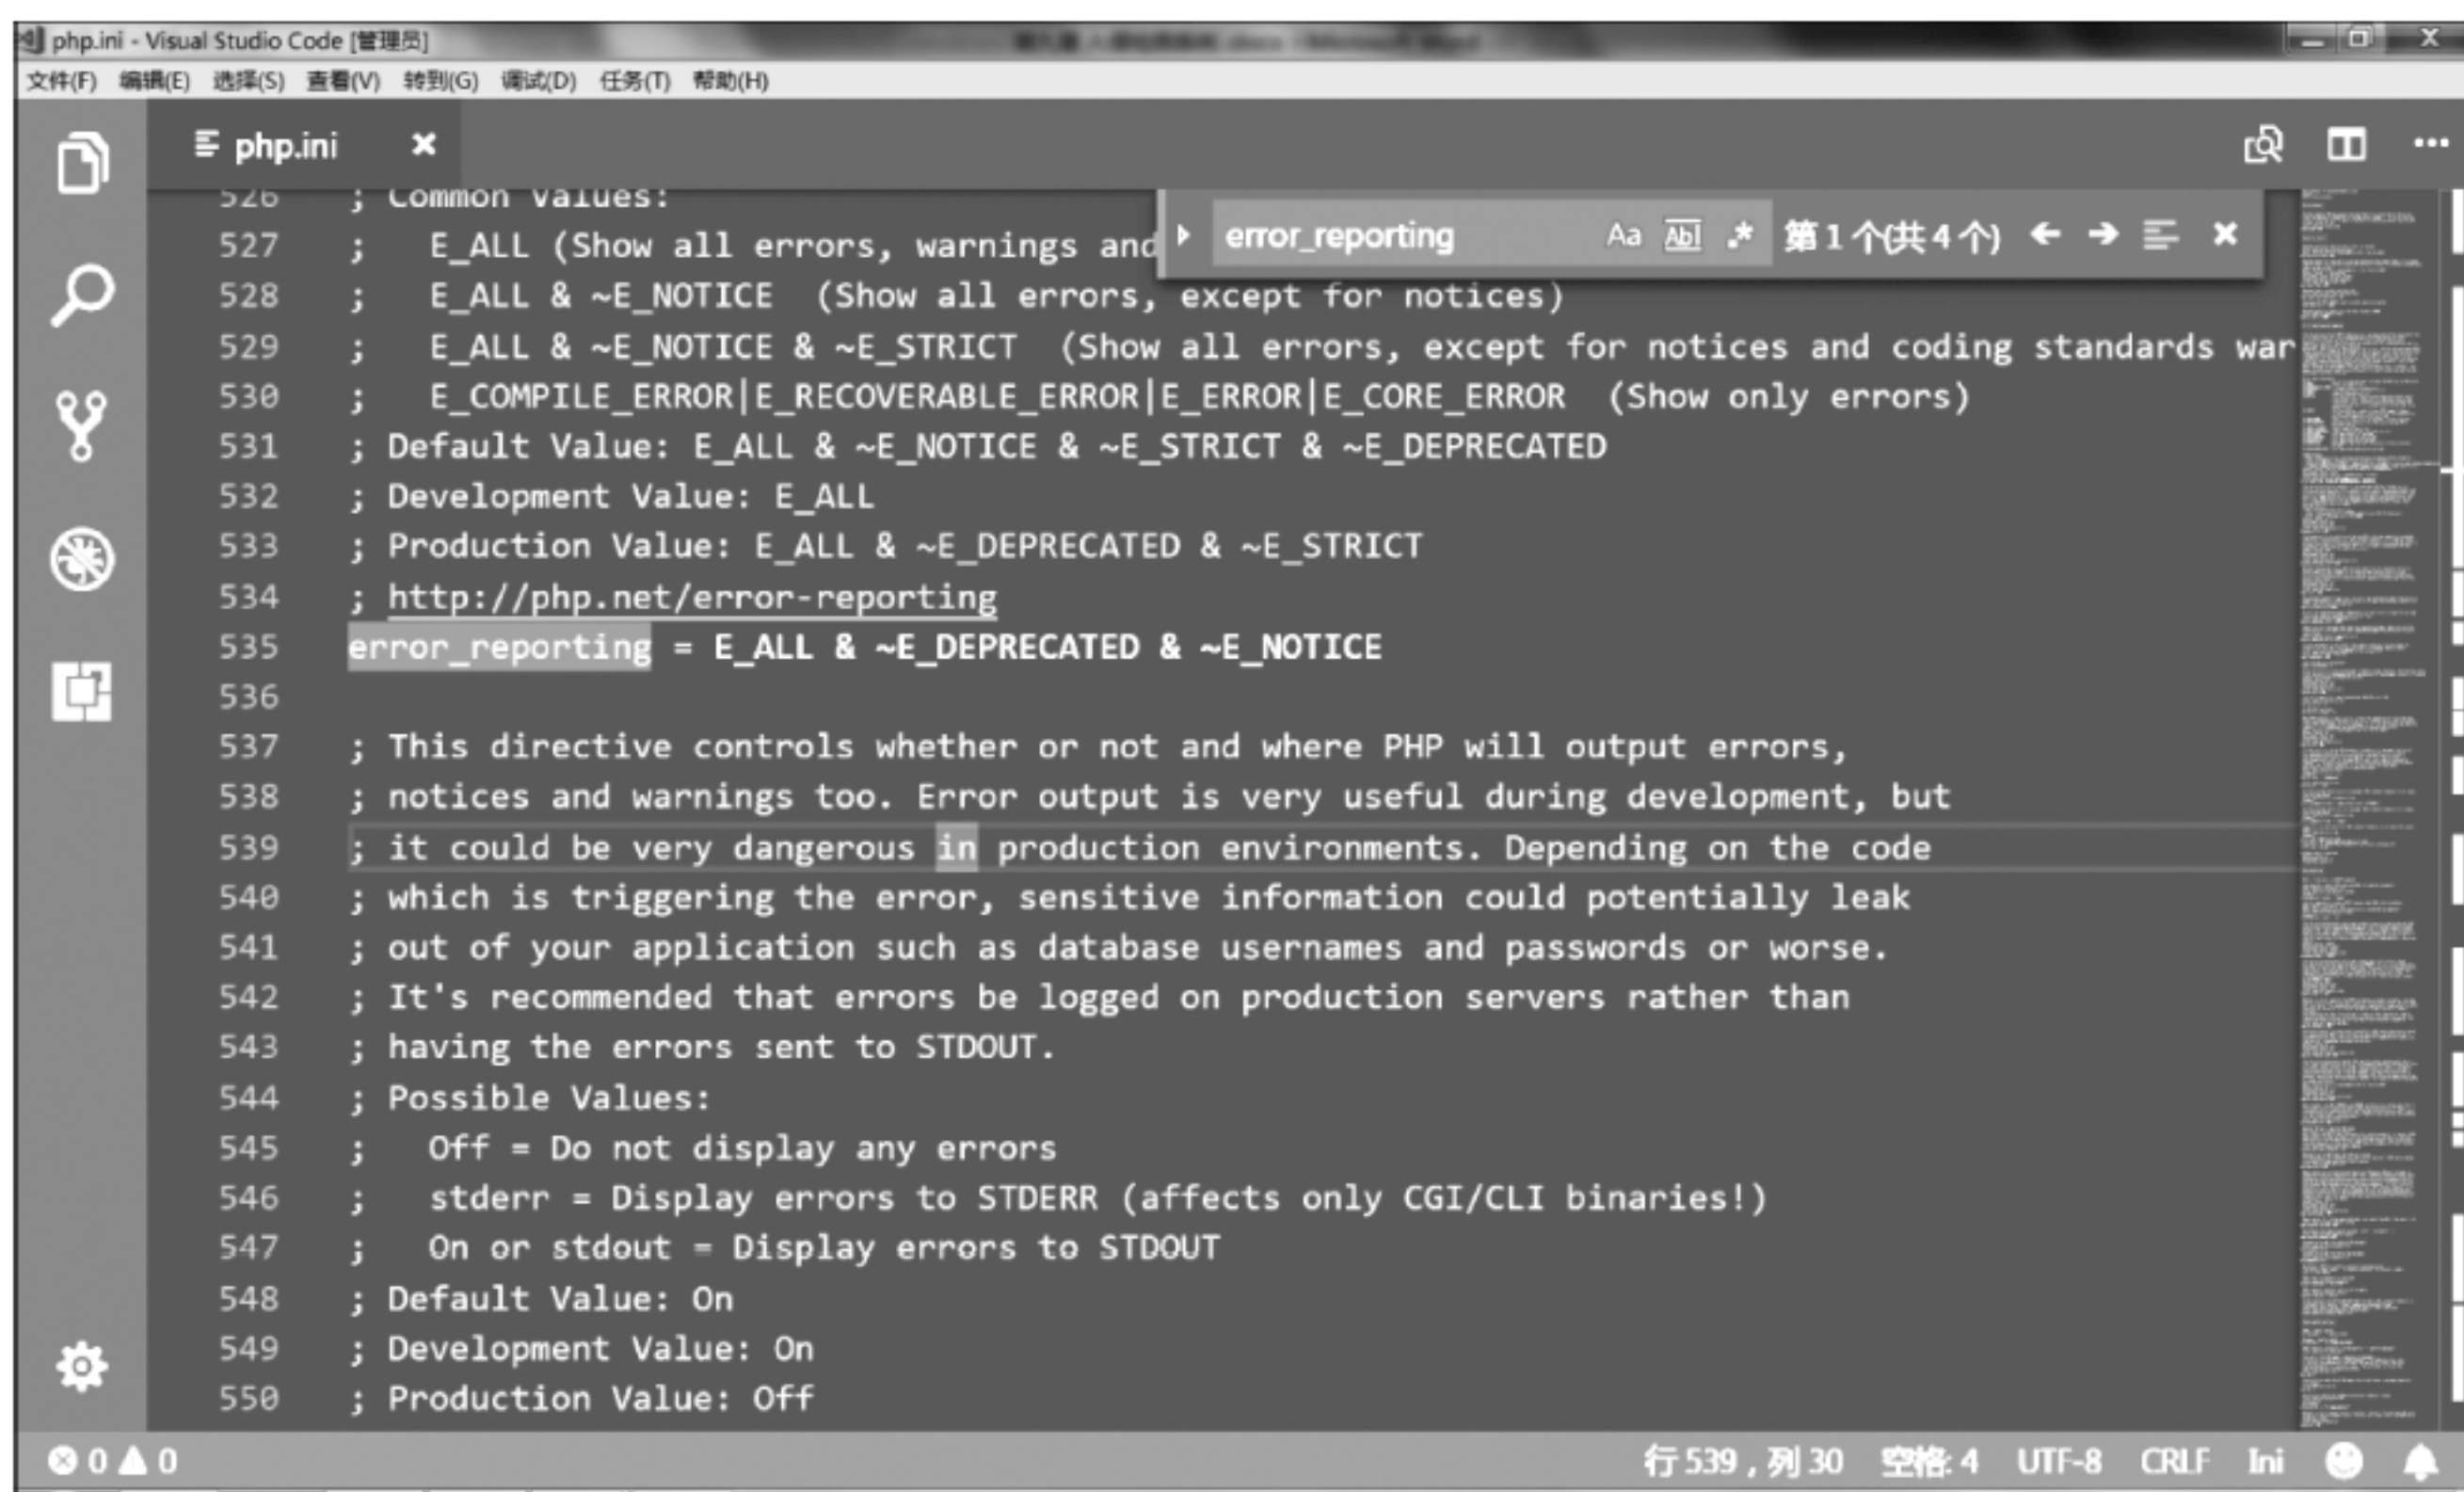 php.ini - Visual Studio Code [管理员]
文件(F) 编辑(E) 选择(S) 查看(V) 转到(G) 调试(D) 任务(T) 帮助(H)
php.ini
error_reporting Aa Abl .* 第 1 个(共 4 个)
526 ; Common Values:
527 ;   E_ALL (Show all errors, warnings and
528 ;   E_ALL & ~E_NOTICE  (Show all errors, except for notices)
529 ;   E_ALL & ~E_NOTICE & ~E_STRICT  (Show all errors, except for notices and coding standards war
530 ;   E_COMPILE_ERROR|E_RECOVERABLE_ERROR|E_ERROR|E_CORE_ERROR  (Show only errors)
531 ; Default Value: E_ALL & ~E_NOTICE & ~E_STRICT & ~E_DEPRECATED
532 ; Development Value: E_ALL
533 ; Production Value: E_ALL & ~E_DEPRECATED & ~E_STRICT
534 ; http://php.net/error-reporting
535 error_reporting = E_ALL & ~E_DEPRECATED & ~E_NOTICE
536
537 ; This directive controls whether or not and where PHP will output errors,
538 ; notices and warnings too. Error output is very useful during development, but
539 ; it could be very dangerous in production environments. Depending on the code
540 ; which is triggering the error, sensitive information could potentially leak
541 ; out of your application such as database usernames and passwords or worse.
542 ; It's recommended that errors be logged on production servers rather than
543 ; having the errors sent to STDOUT.
544 ; Possible Values:
545 ;   Off = Do not display any errors
546 ;   stderr = Display errors to STDERR (affects only CGI/CLI binaries!)
547 ;   On or stdout = Display errors to STDOUT
548 ; Default Value: On
549 ; Development Value: On
550 ; Production Value: Off
0 0 行 539，列 30 空格: 4 UTF-8 CRLF Ini